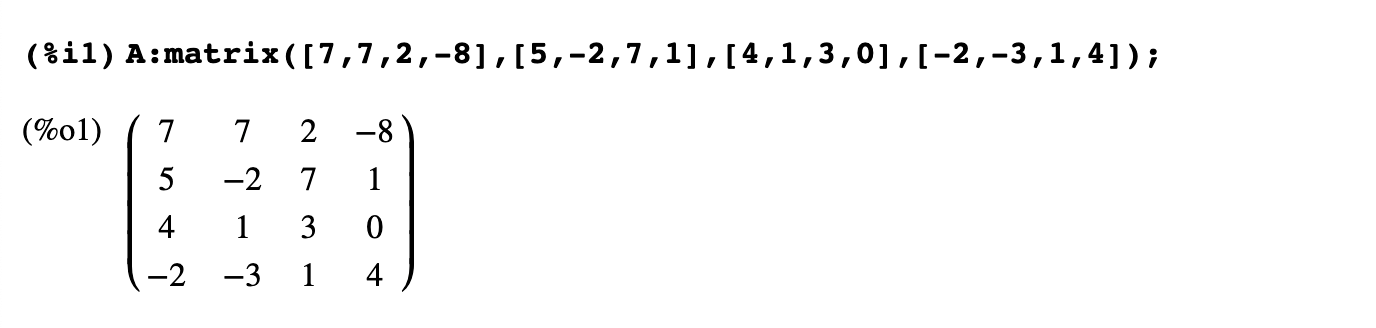 (%i1) A:matrix([7,7,2,-8],[5,-2,7,1],[4,1,3,0],[-2,-3,1,4]);
(%o1)
7 7 2 −8
5 −2 7 1
4 1 3 0
−2 −3 1 4